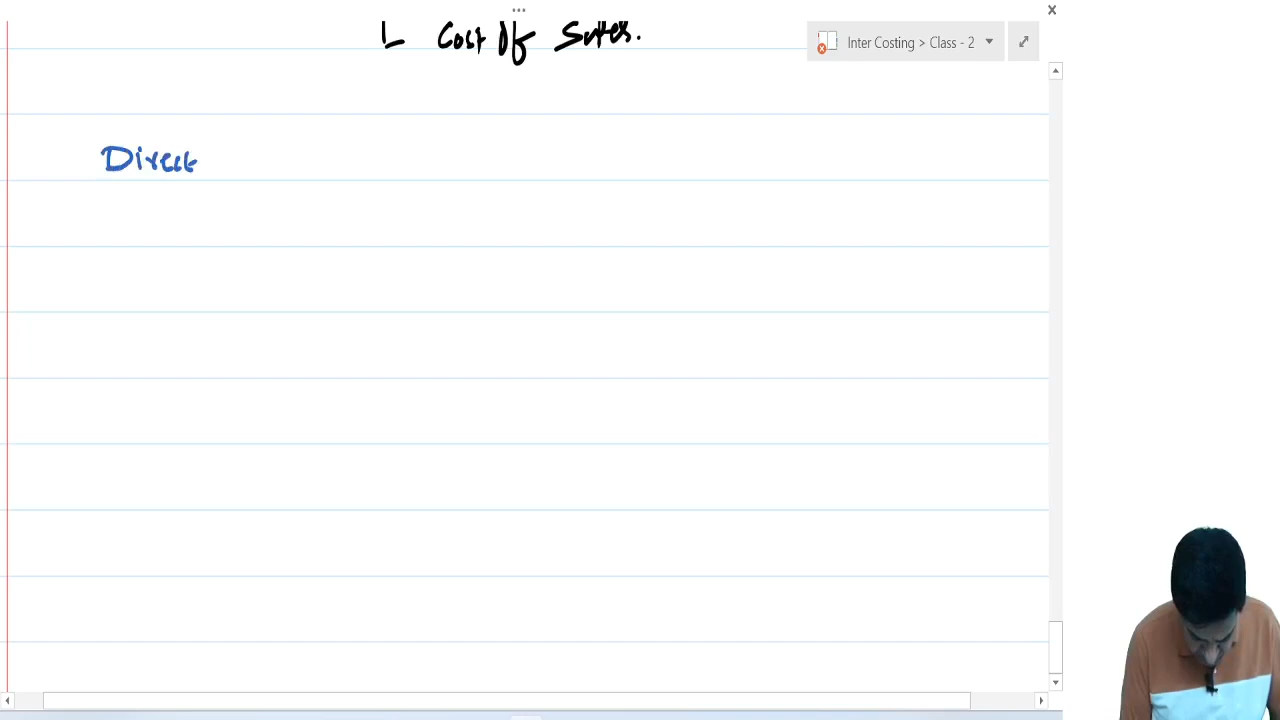 L Cost Of Sales.
Inter Costing > Class - 2
Direct